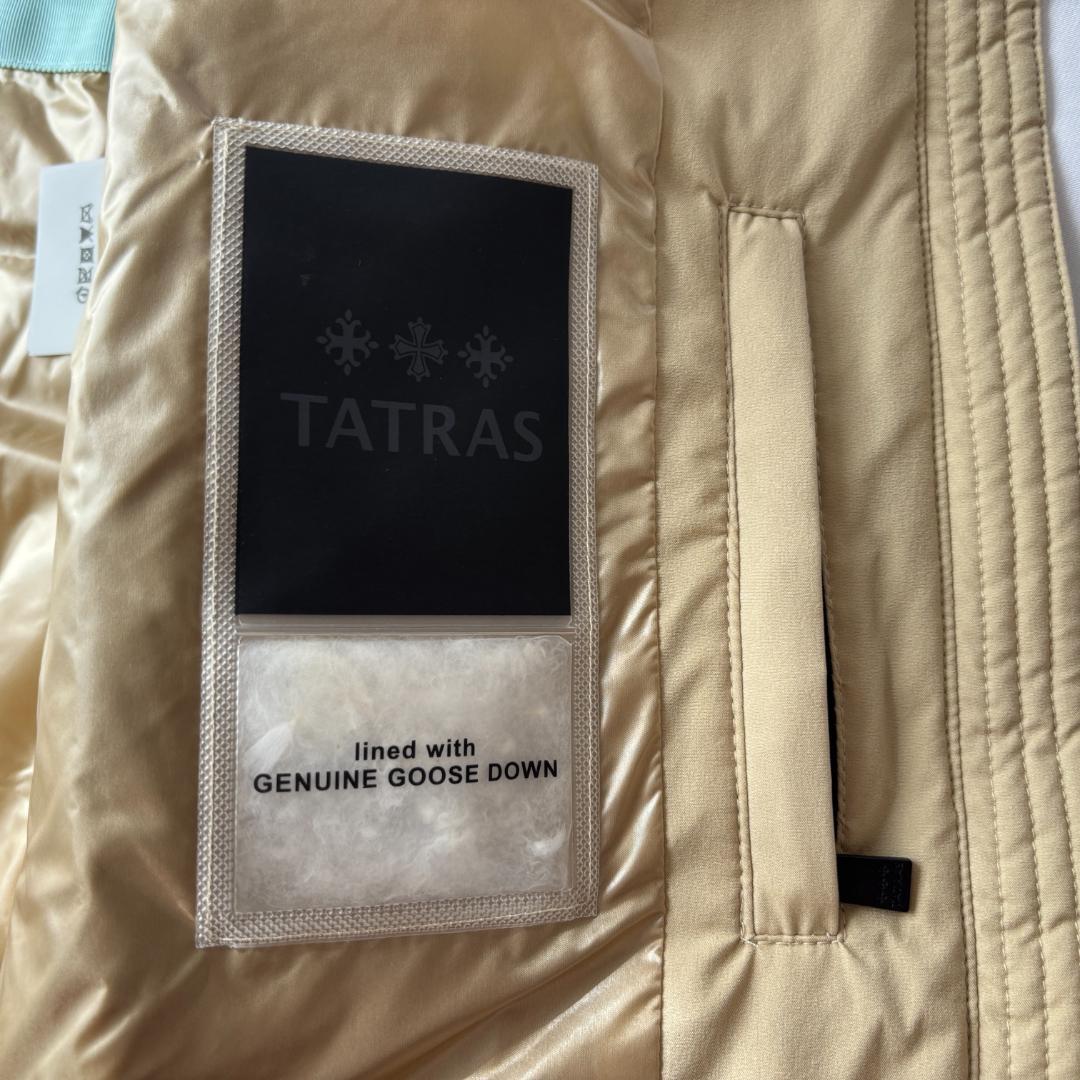 TATRAS
lined with
GENUINE GOOSE DOWN